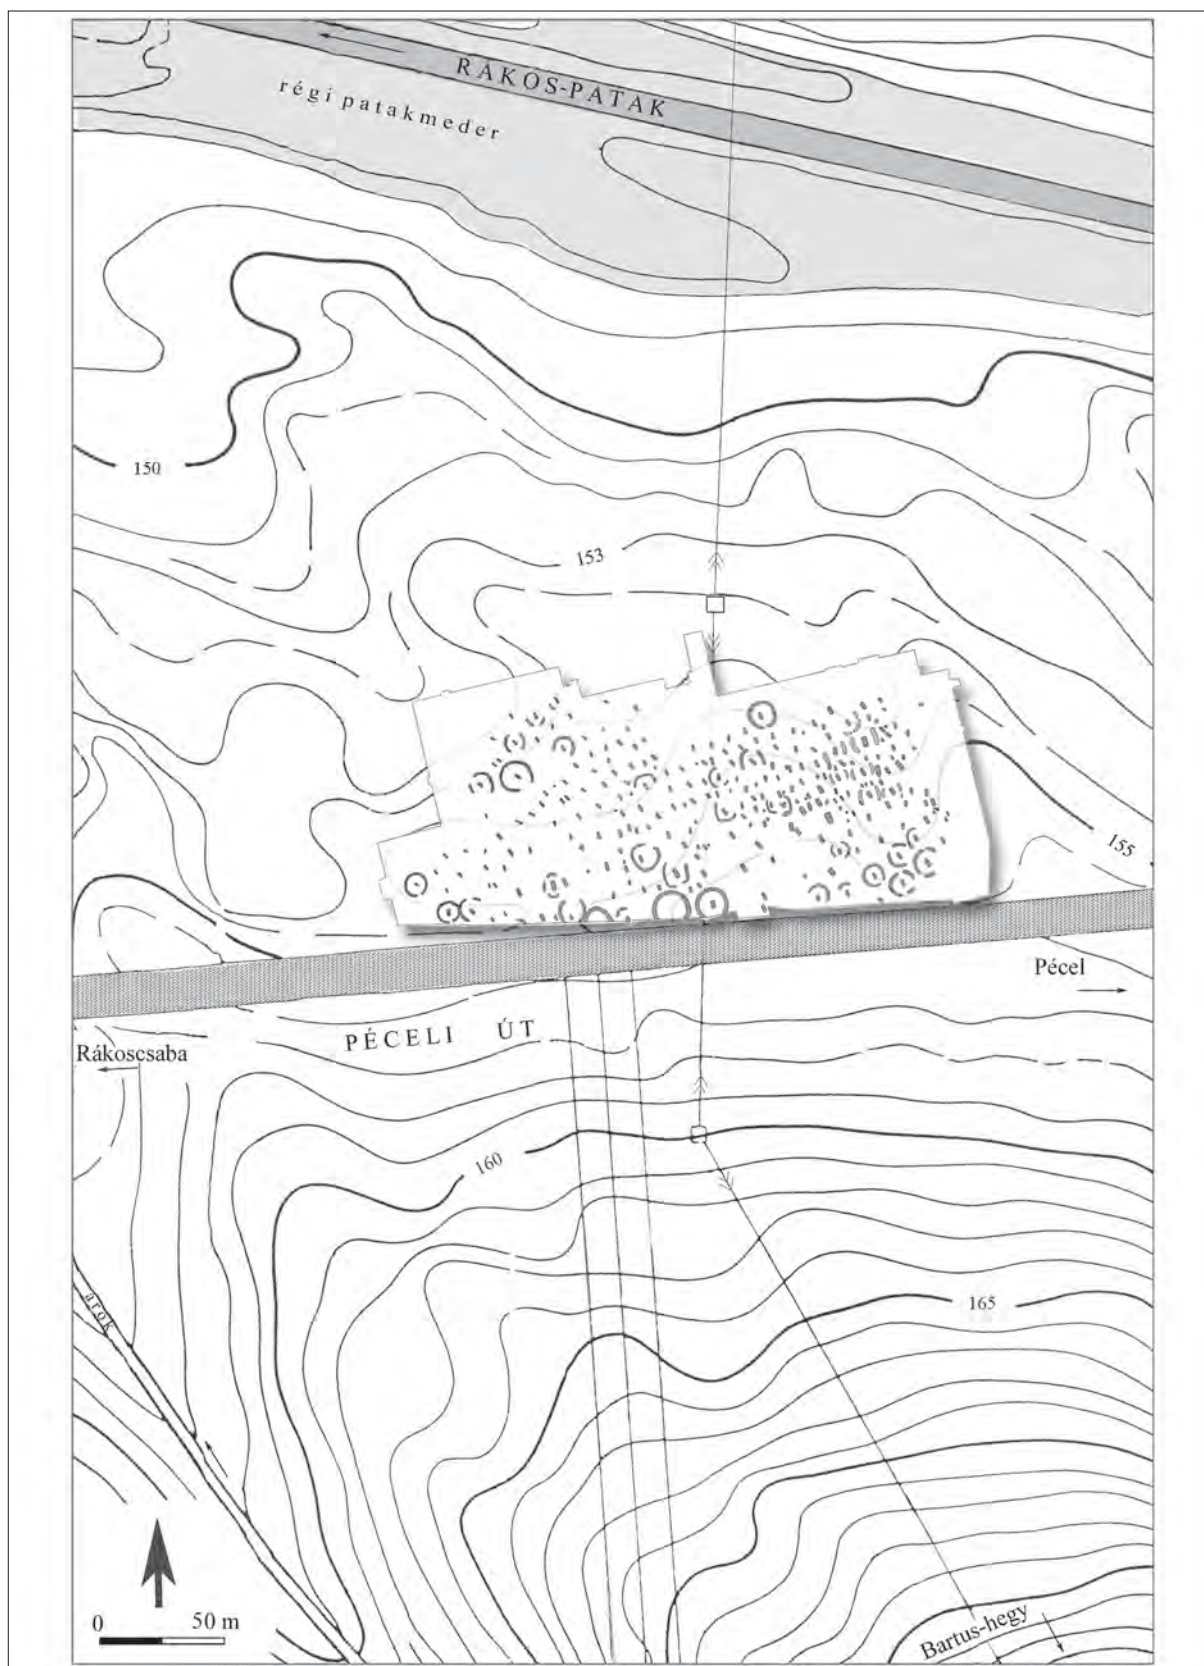 RÁKOS-PATAK
régi patakmeder
150
153
155
Pécel
PÉCELI ÚT
Rákoscsaba
160
165
árok
0 50 m
Bartus-hegy